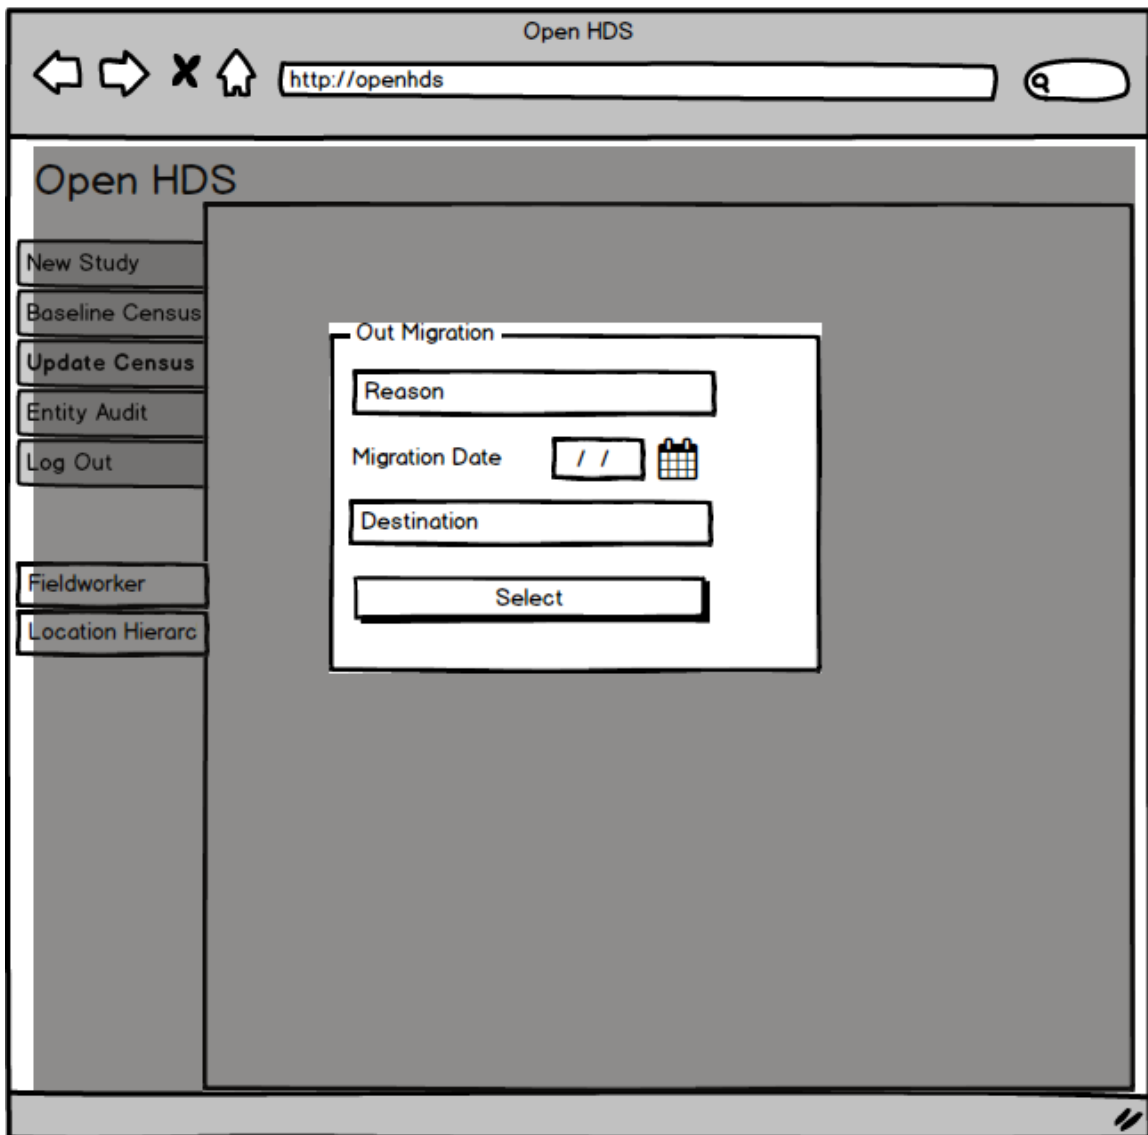 Open HDS
http://openhds
Open HDS
New Study
Baseline Census
Update Census
Entity Audit
Log Out
Fieldworker
Location Hierarc
Out Migration
Reason
Migration Date / /
Destination
Select